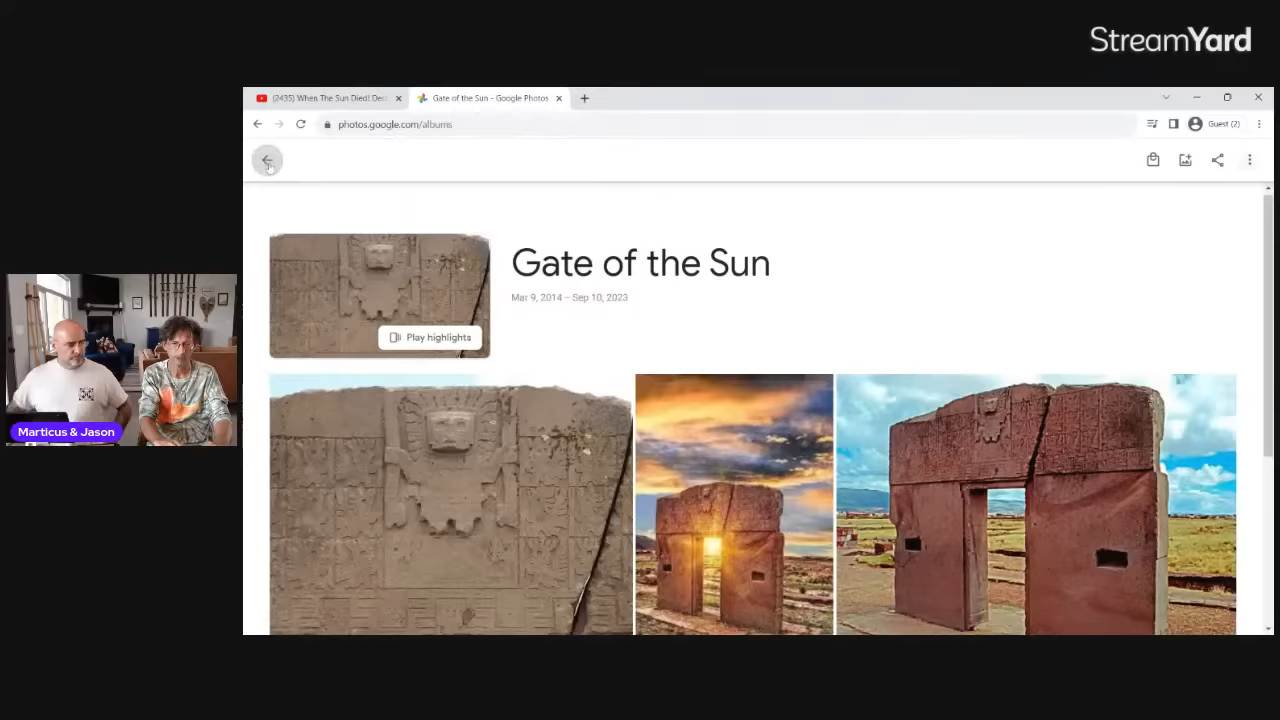 StreamYard
(2435) When The Sun Died! Dec
Gate of the Sun - Google Photos
photos.google.com/albums
Guest (2)
Gate of the Sun
Mar 9, 2014 – Sep 10, 2023
Play highlights
Marticus & Jason